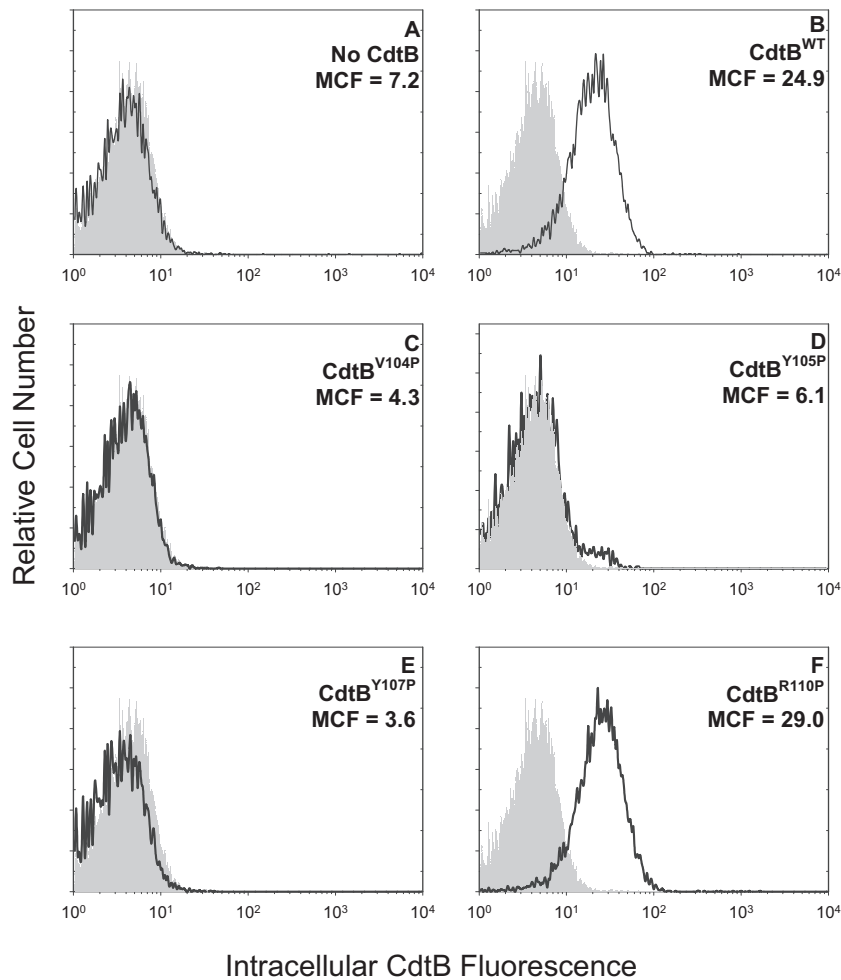 A
No CdtB
MCF = 7.2
10⁰ 10¹ 10² 10³ 10⁴
B
CdtB^WT
MCF = 24.9
10⁰ 10¹ 10² 10³ 10⁴
Relative Cell Number
C
CdtB^V104P
MCF = 4.3
10⁰ 10¹ 10² 10³ 10⁴
D
CdtB^Y105P
MCF = 6.1
10⁰ 10¹ 10² 10³ 10⁴
E
CdtB^Y107P
MCF = 3.6
10⁰ 10¹ 10² 10³ 10⁴
F
CdtB^R110P
MCF = 29.0
10⁰ 10¹ 10² 10³ 10⁴
Intracellular CdtB Fluorescence